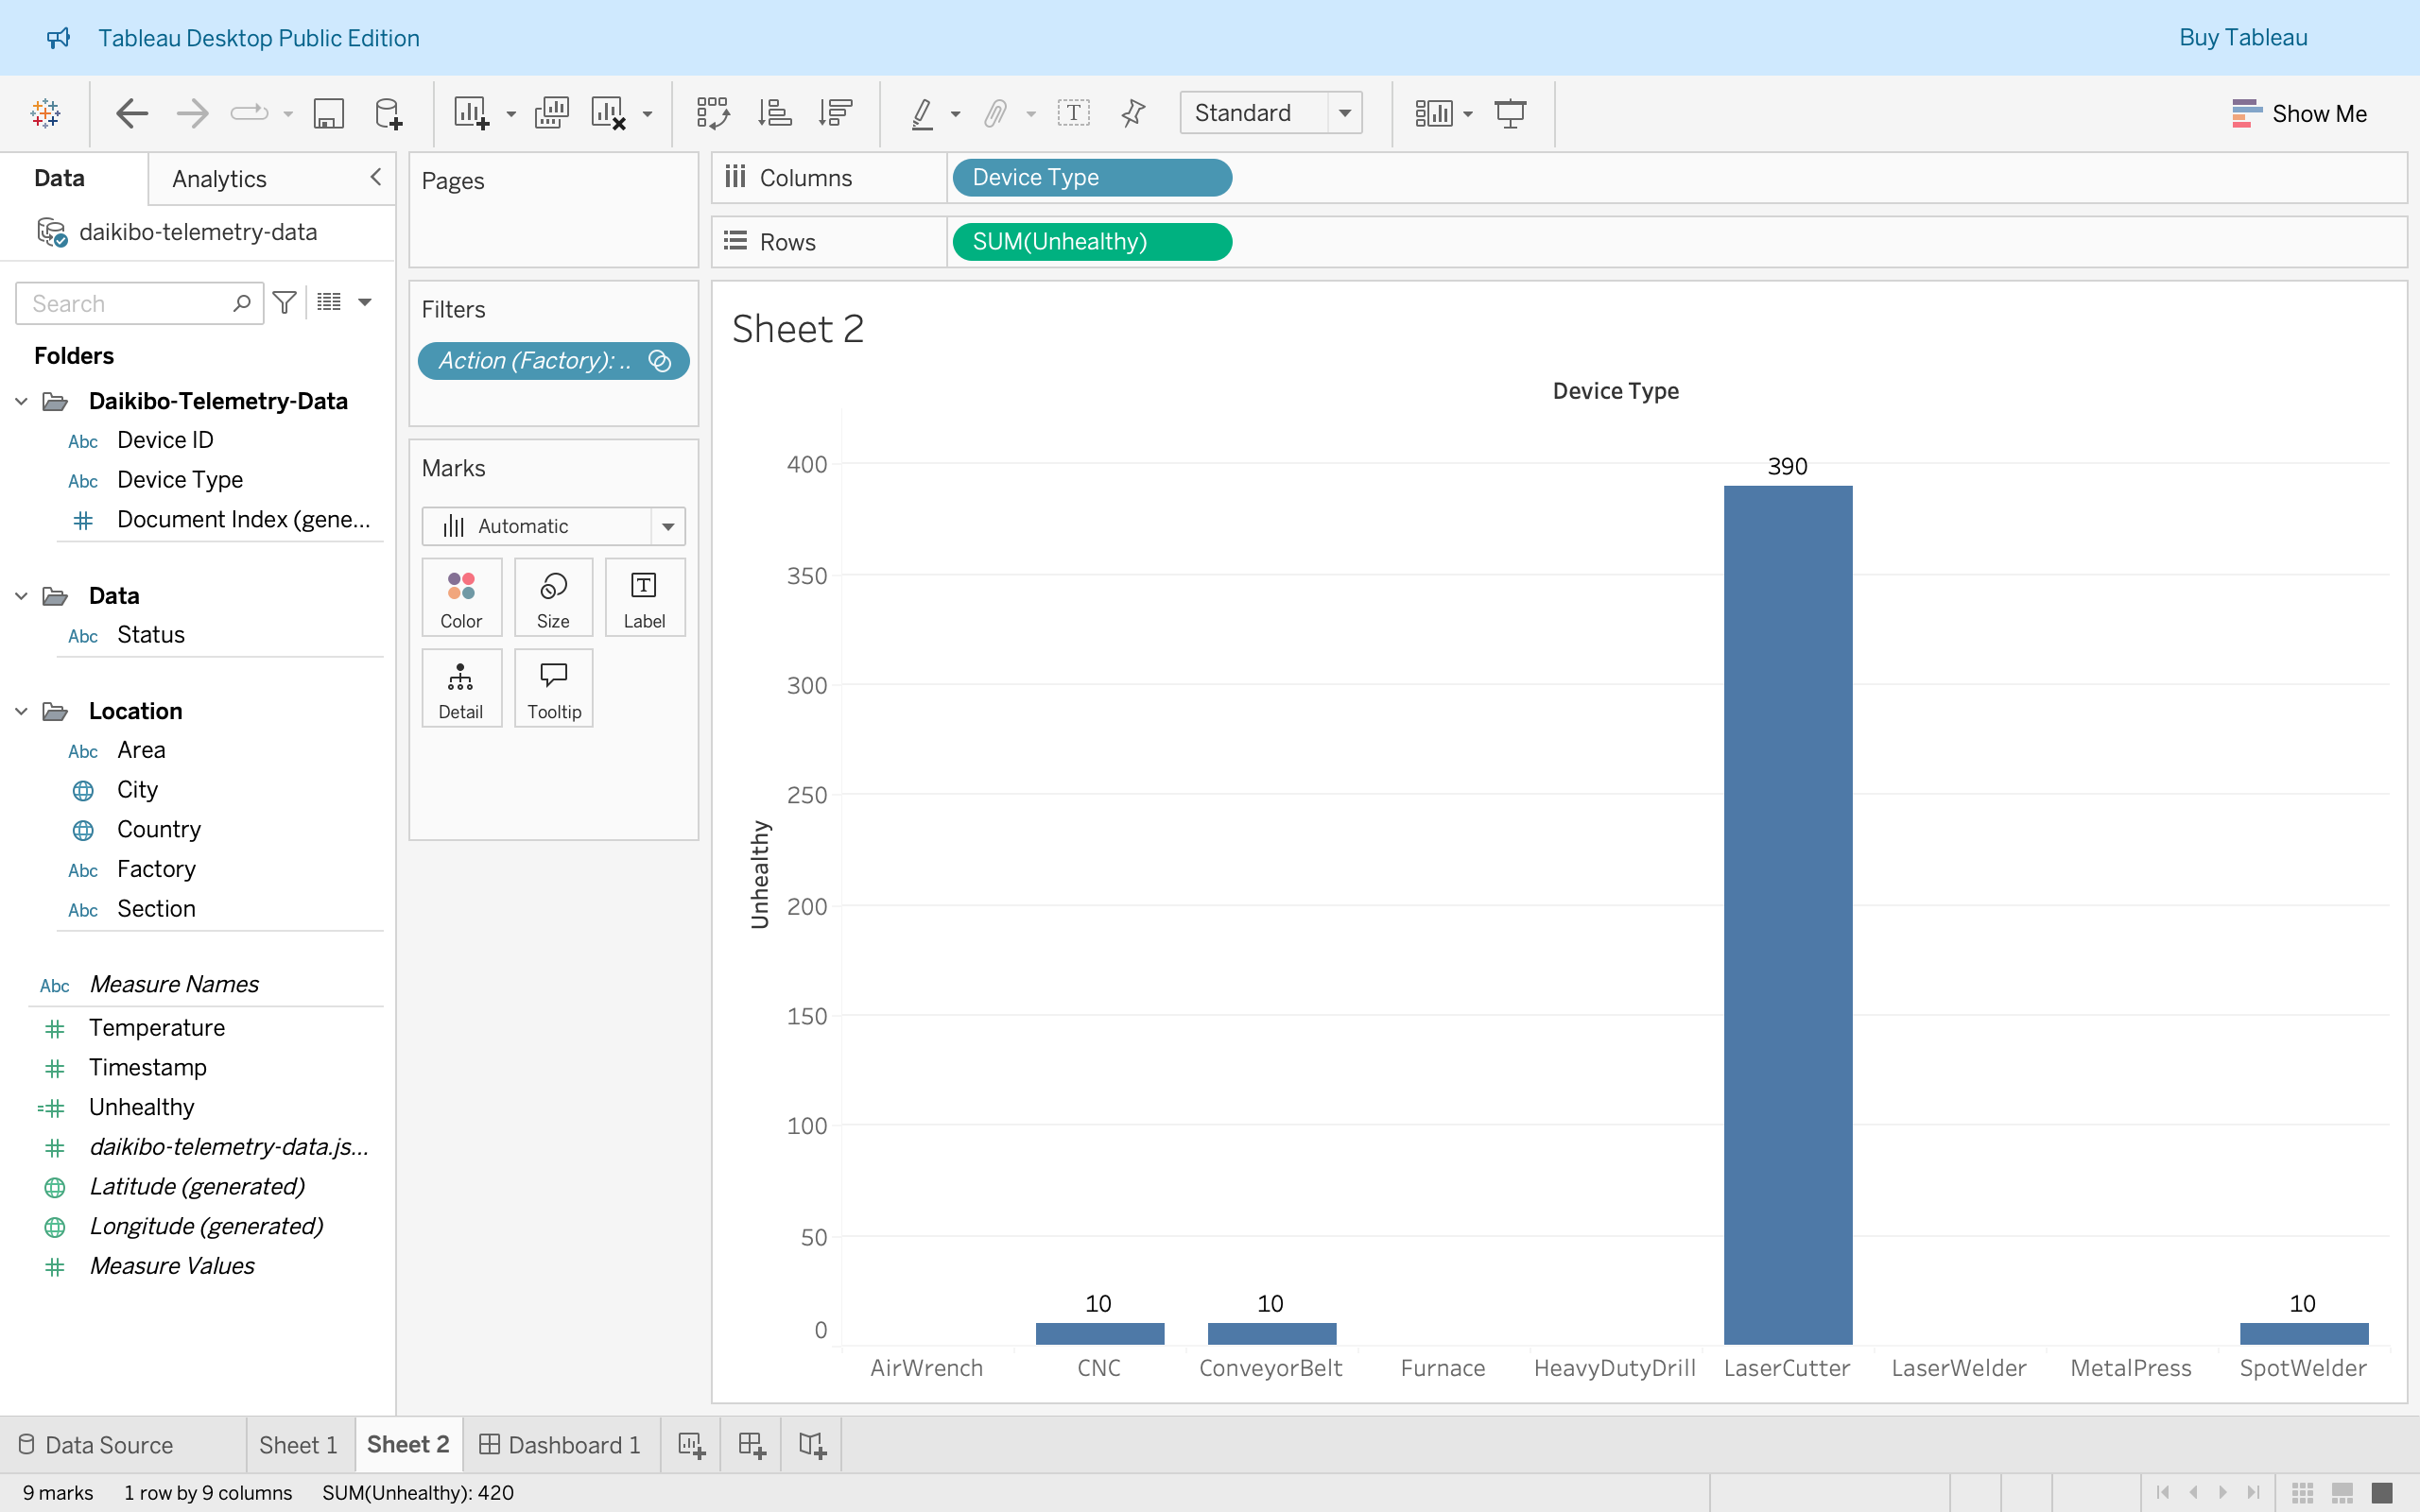 Tableau Desktop Public Edition
Buy Tableau
Standard
Show Me
Data
Analytics
daikibo-telemetry-data
Search
Folders
Daikibo-Telemetry-Data
Abc Device ID
Abc Device Type
Document Index (gene...
Data
Abc Status
Location
Abc Area
City
Country
Abc Factory
Abc Section
Abc Measure Names
Temperature
Timestamp
Unhealthy
daikibo-telemetry-data.js...
Latitude (generated)
Longitude (generated)
Measure Values
Pages
Filters
Action (Factory): ..
Marks
Automatic
Color Size Label
Detail Tooltip
Columns Device Type
Rows SUM(Unhealthy)
Sheet 2
Device Type
Unhealthy
400
350
300
250
200
150
100
50
0
390
10 10 10
AirWrench CNC ConveyorBelt Furnace HeavyDutyDrill LaserCutter LaserWelder MetalPress SpotWelder
Data Source Sheet 1 Sheet 2 Dashboard 1
9 marks 1 row by 9 columns SUM(Unhealthy): 420